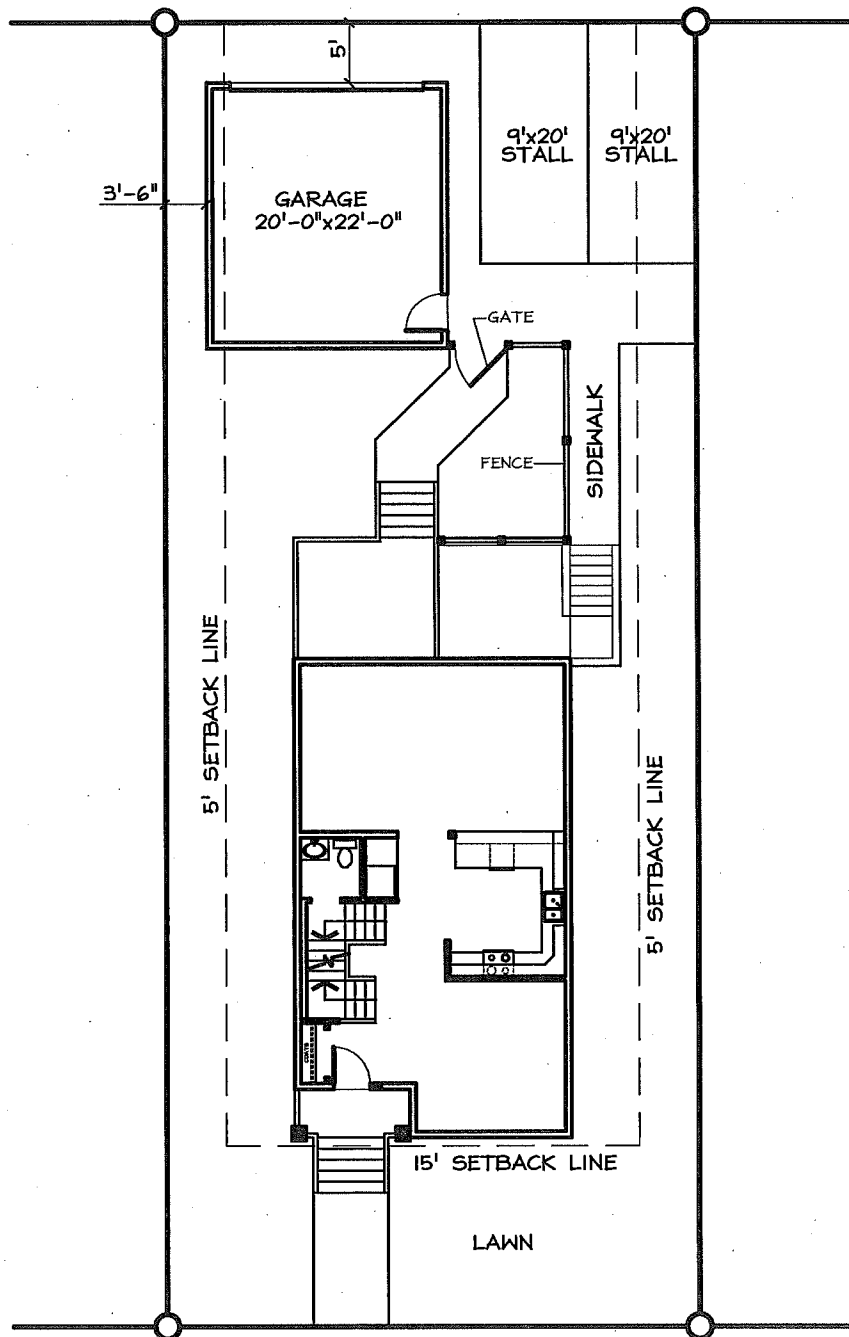 5'
9'x20'
STALL
9'x20'
STALL
3'-6"
GARAGE
20'-0"x22'-0"
GATE
FENCE
SIDEWALK
5' SETBACK LINE
5' SETBACK LINE
COATS
15' SETBACK LINE
LAWN